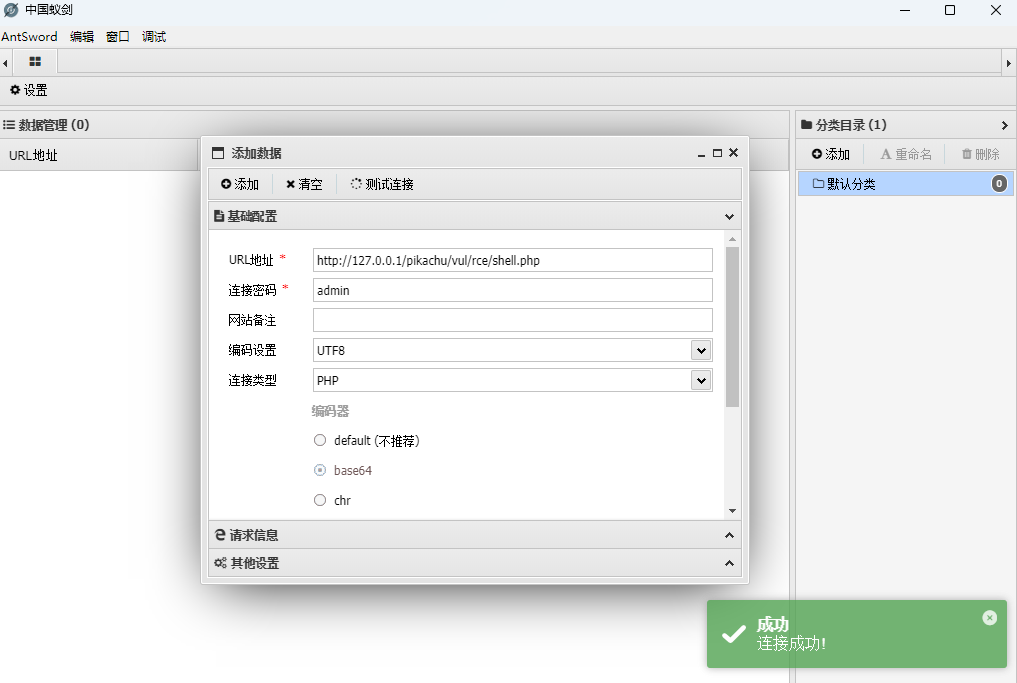 中国蚁剑
AntSword 编辑 窗口 调试
设置
数据管理 (0)
分类目录 (1)
URL地址
添加 重命名 删除
默认分类 0
添加数据
添加 清空 测试连接
基础配置
URL地址 * http://127.0.0.1/pikachu/vul/rce/shell.php
连接密码 * admin
网站备注
编码设置 UTF8
连接类型 PHP
编码器
default (不推荐)
base64
chr
请求信息
其他设置
成功
连接成功!